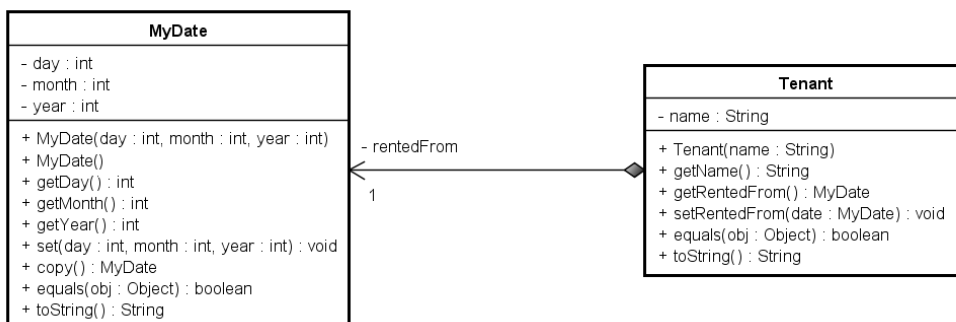 MyDate
- day : int
- month : int
- year : int
+ MyDate(day : int, month : int, year : int)
+ MyDate()
+ getDay() : int
+ getMonth() : int
+ getYear() : int
+ set(day : int, month : int, year : int) : void
+ copy() : MyDate
+ equals(obj : Object) : boolean
+ toString() : String
- rentedFrom
1
Tenant
- name : String
+ Tenant(name : String)
+ getName() : String
+ getRentedFrom() : MyDate
+ setRentedFrom(date : MyDate) : void
+ equals(obj : Object) : boolean
+ toString() : String